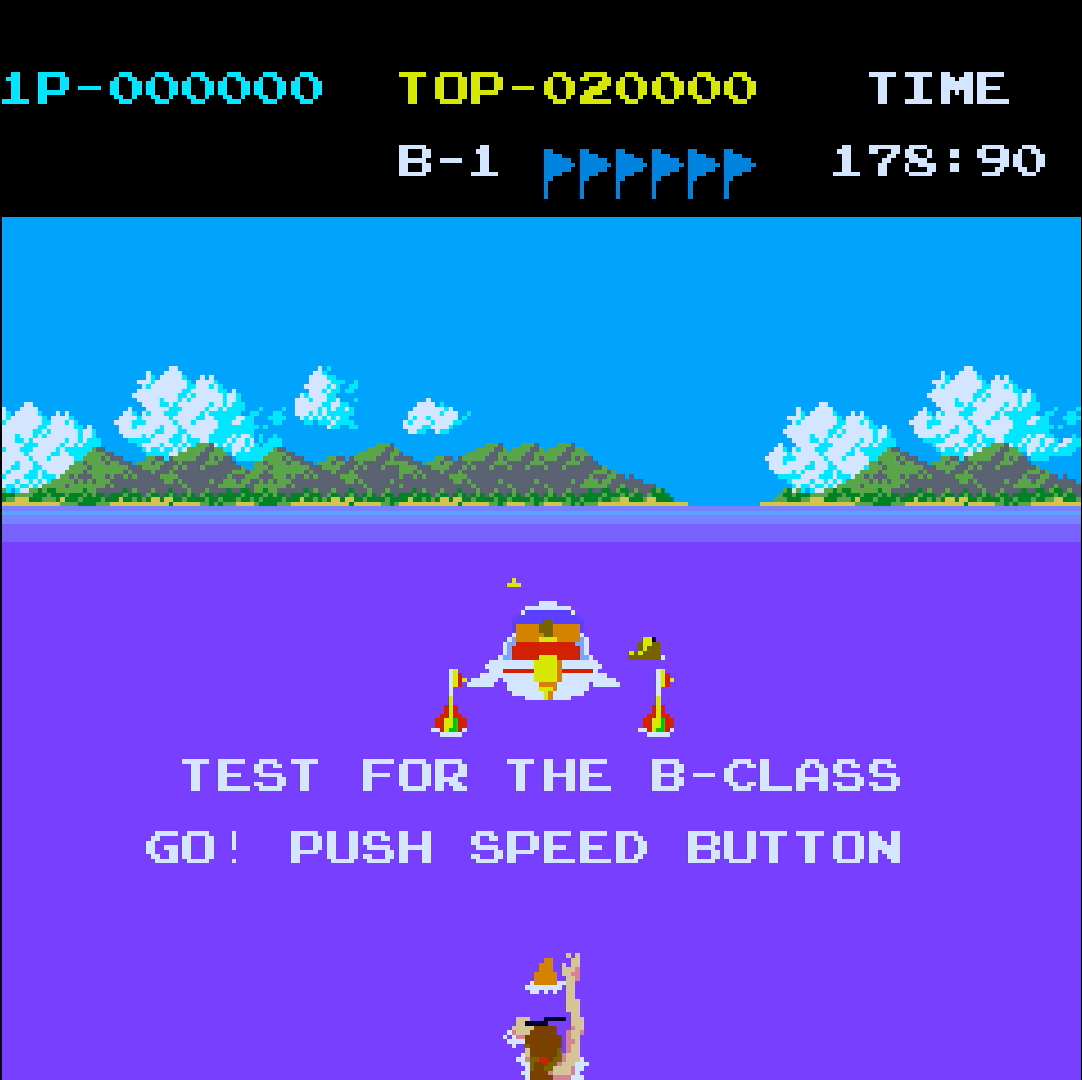 1P-000000 TOP-020000 TIME
B-1 178:90
TEST FOR THE B-CLASS
GO! PUSH SPEED BUTTON